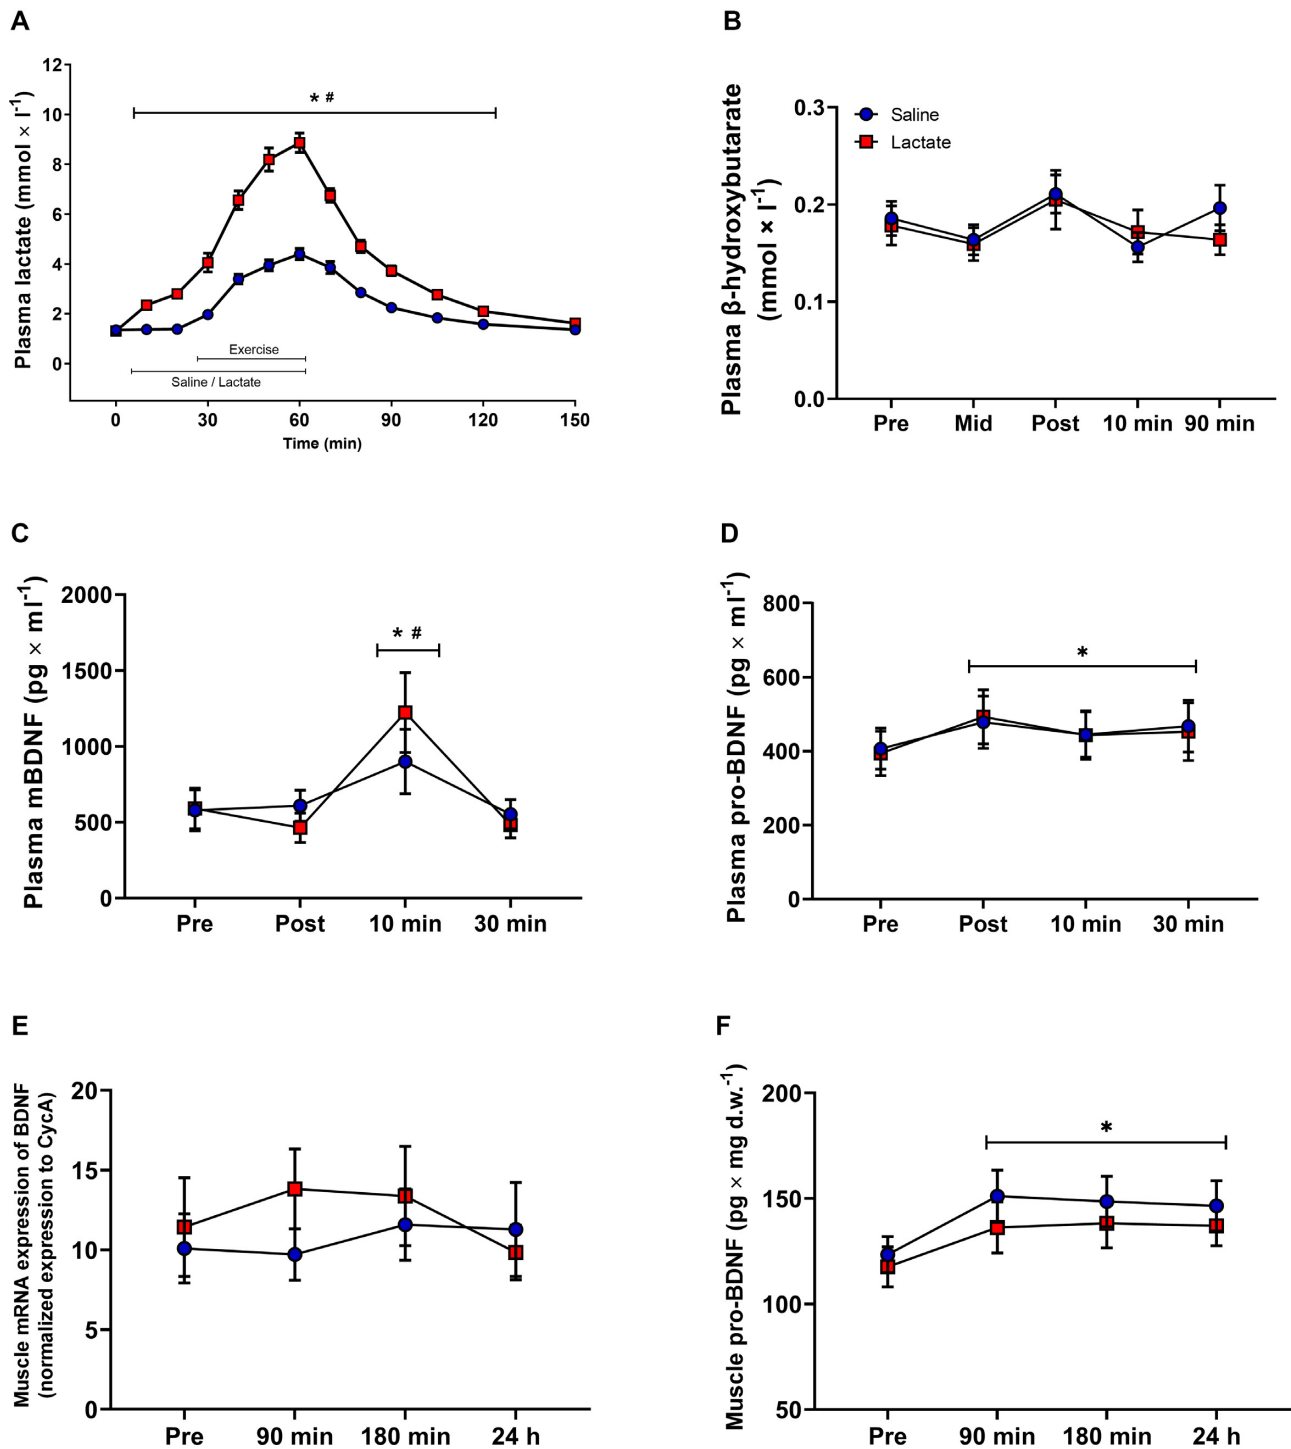 A
Plasma lactate (mmol × l⁻¹)
12
10
8
6
4
2
0
* #
Exercise
Saline / Lactate
0 30 60 90 120 150
Time (min)
B
Plasma β-hydroxybutarate
(mmol × l⁻¹)
0.3
0.2
0.1
0.0
Saline
Lactate
Pre Mid Post 10 min 90 min
C
Plasma mBDNF (pg × ml⁻¹)
2000
1500
1000
500
0
* #
Pre Post 10 min 30 min
D
Plasma pro-BDNF (pg × ml⁻¹)
800
600
400
200
0
*
Pre Post 10 min 30 min
E
Muscle mRNA expression of BDNF
(normalized expression to CycA)
20
15
10
5
0
Pre 90 min 180 min 24 h
F
Muscle pro-BDNF (pg × mg d.w.⁻¹)
200
150
100
50
*
Pre 90 min 180 min 24 h